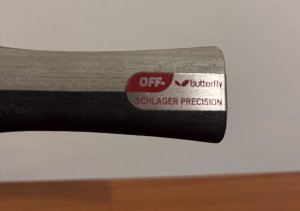 OFF- Butterfly
SCHLAGER PRECISION